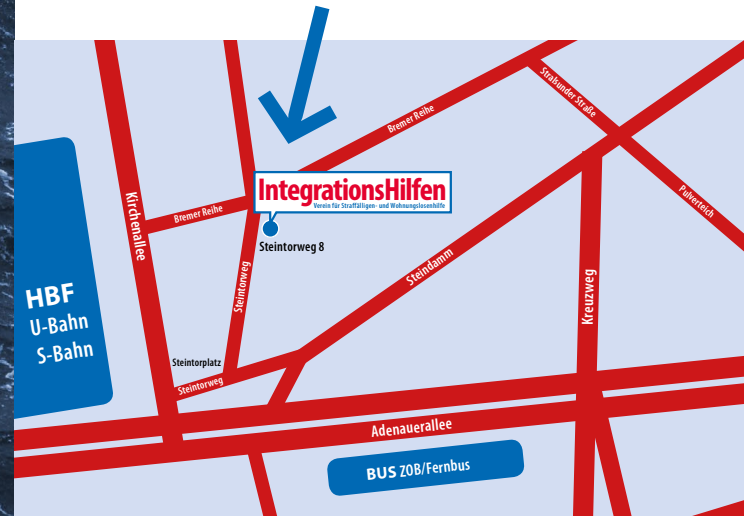 Stralsunder Straße
Bremer Reihe
IntegrationsHilfen
Verein für Straffälligen- und Wohnungslosenhilfe
Pulverteich
Kirchenallee
Bremer Reihe
Steintorweg 8
Steindamm
Steintorweg
Kreuzweg
HBF
U-Bahn
S-Bahn
Steintorplatz
Steintorweg
Adenauerallee
BUS ZOB/Fernbus